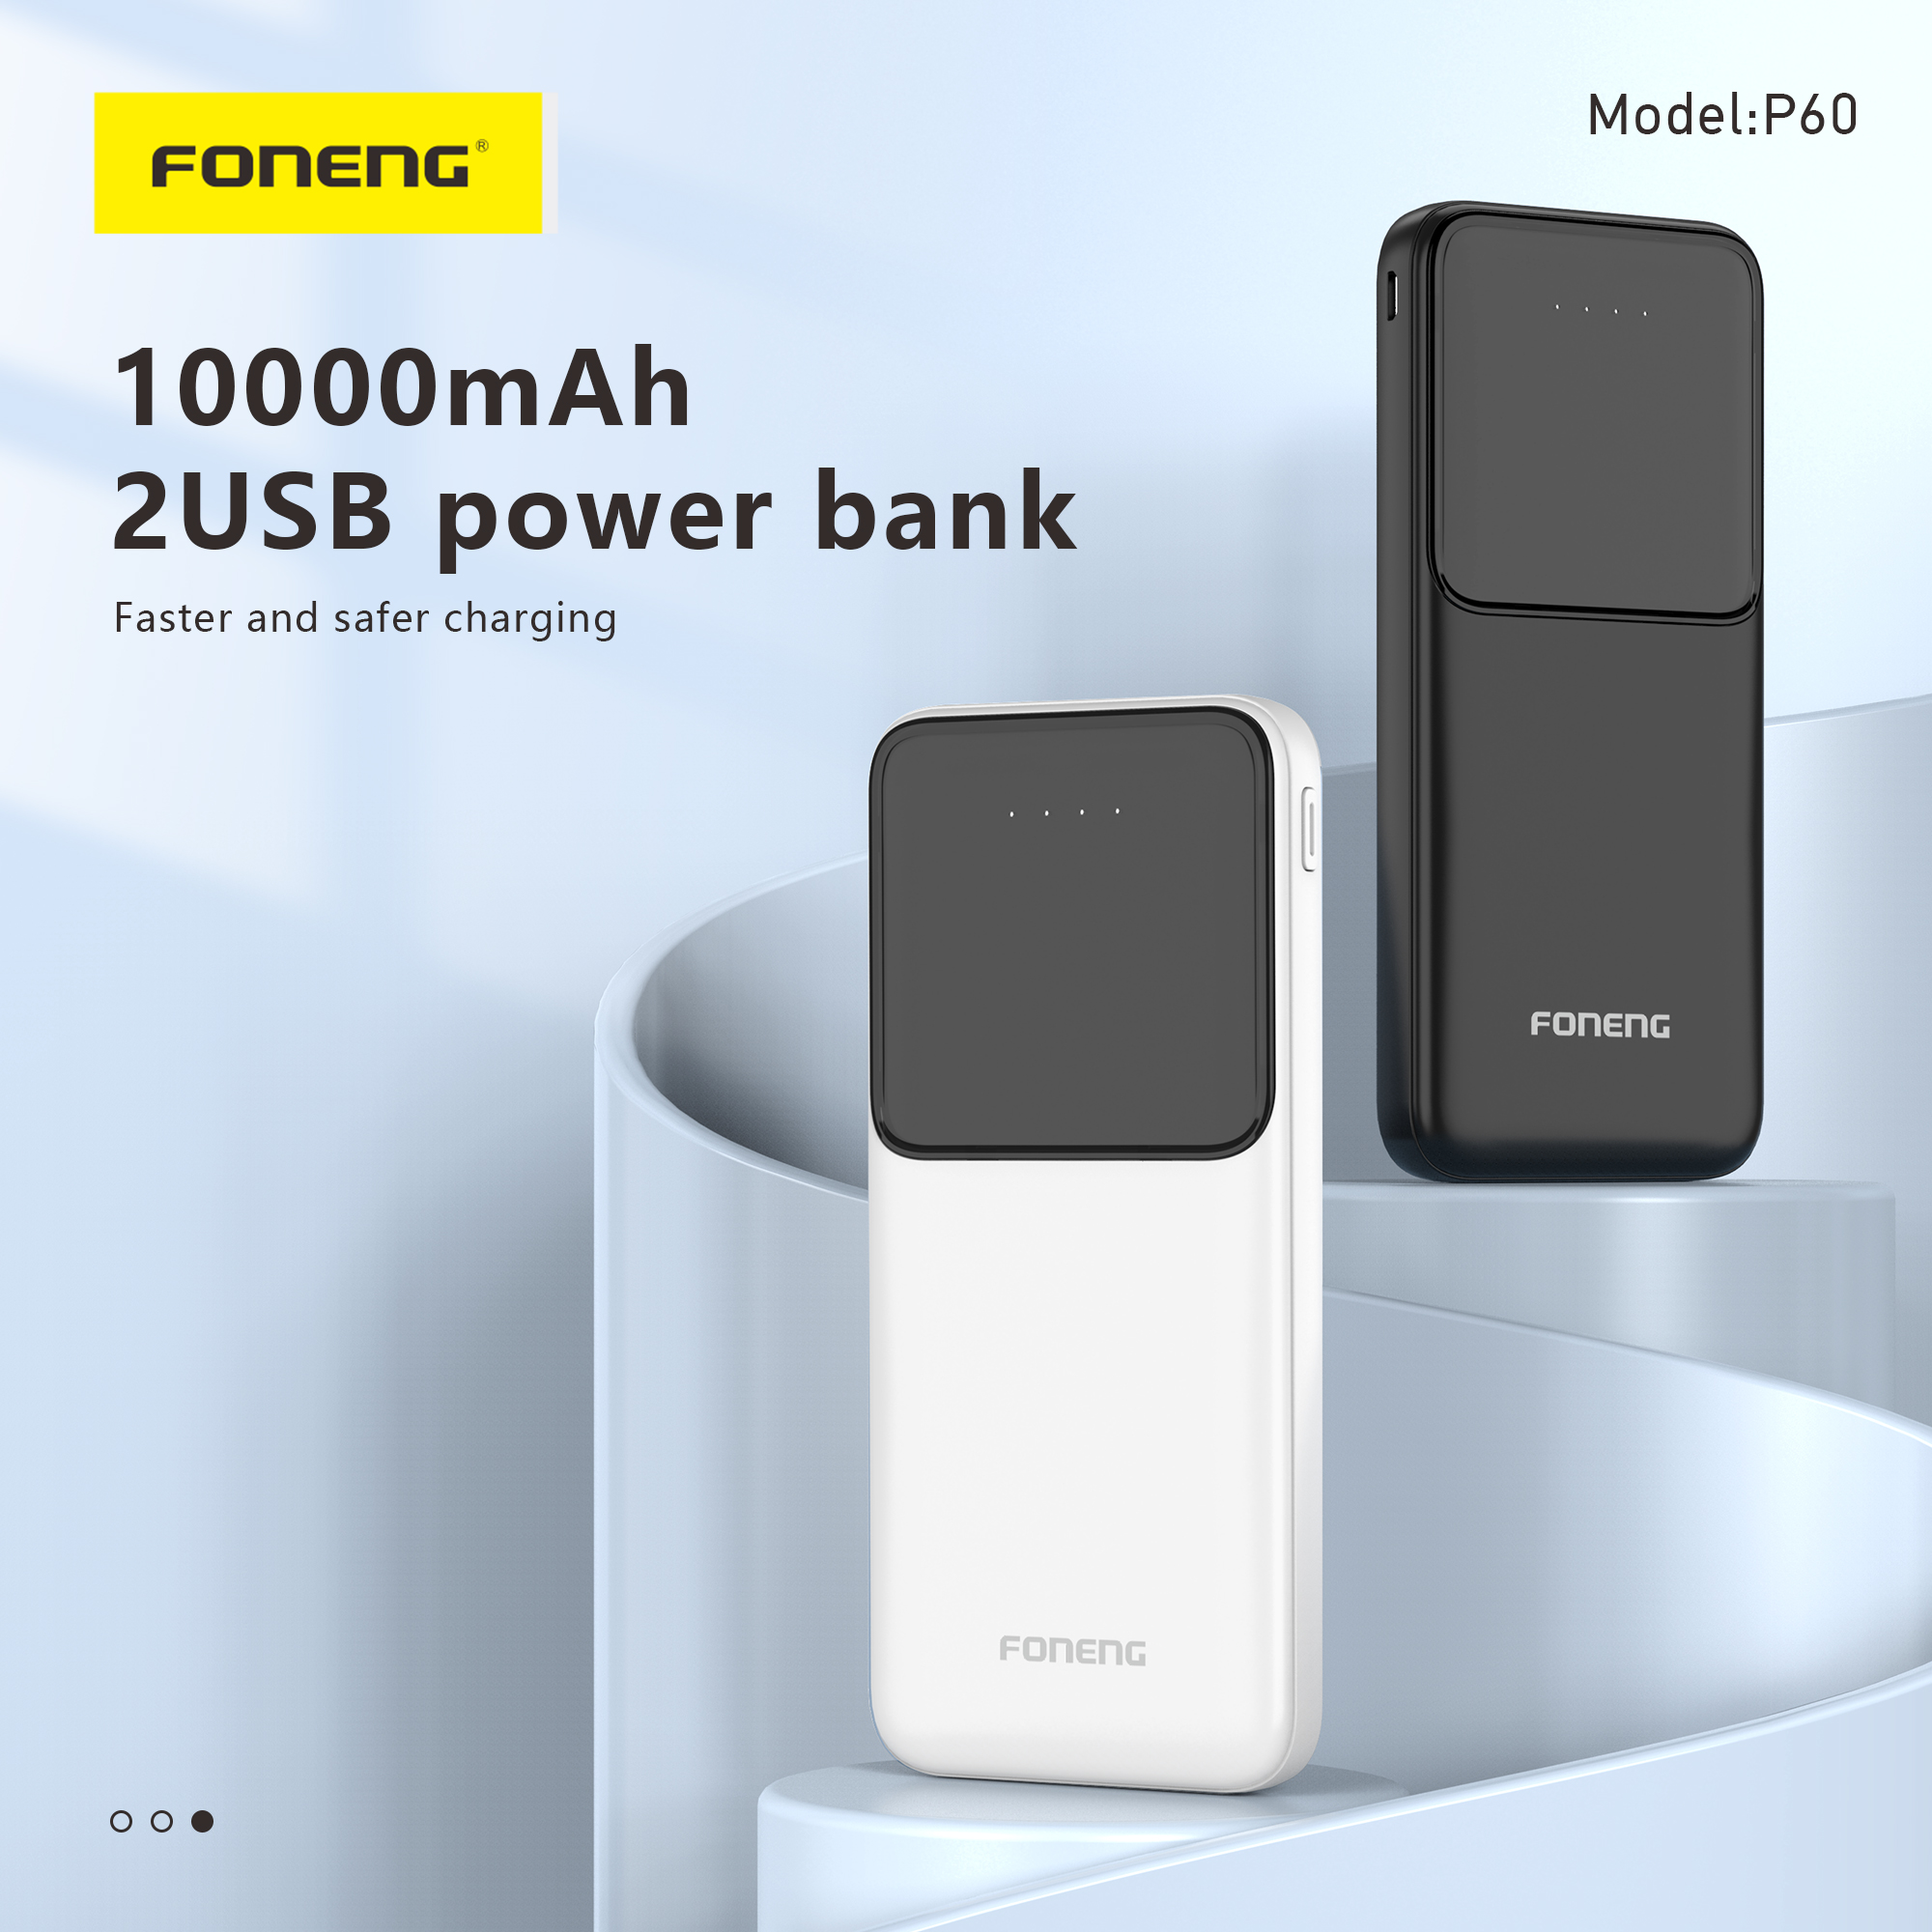 FONENG®
Model:P60
10000mAh
2USB power bank
Faster and safer charging
FONENG
FONENG